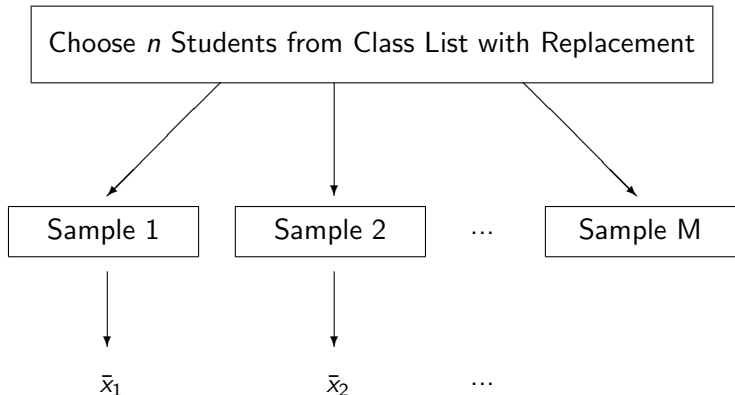 Choose n Students from Class List with Replacement
Sample 1 Sample 2 ... Sample M
x̄₁ x̄₂ ...